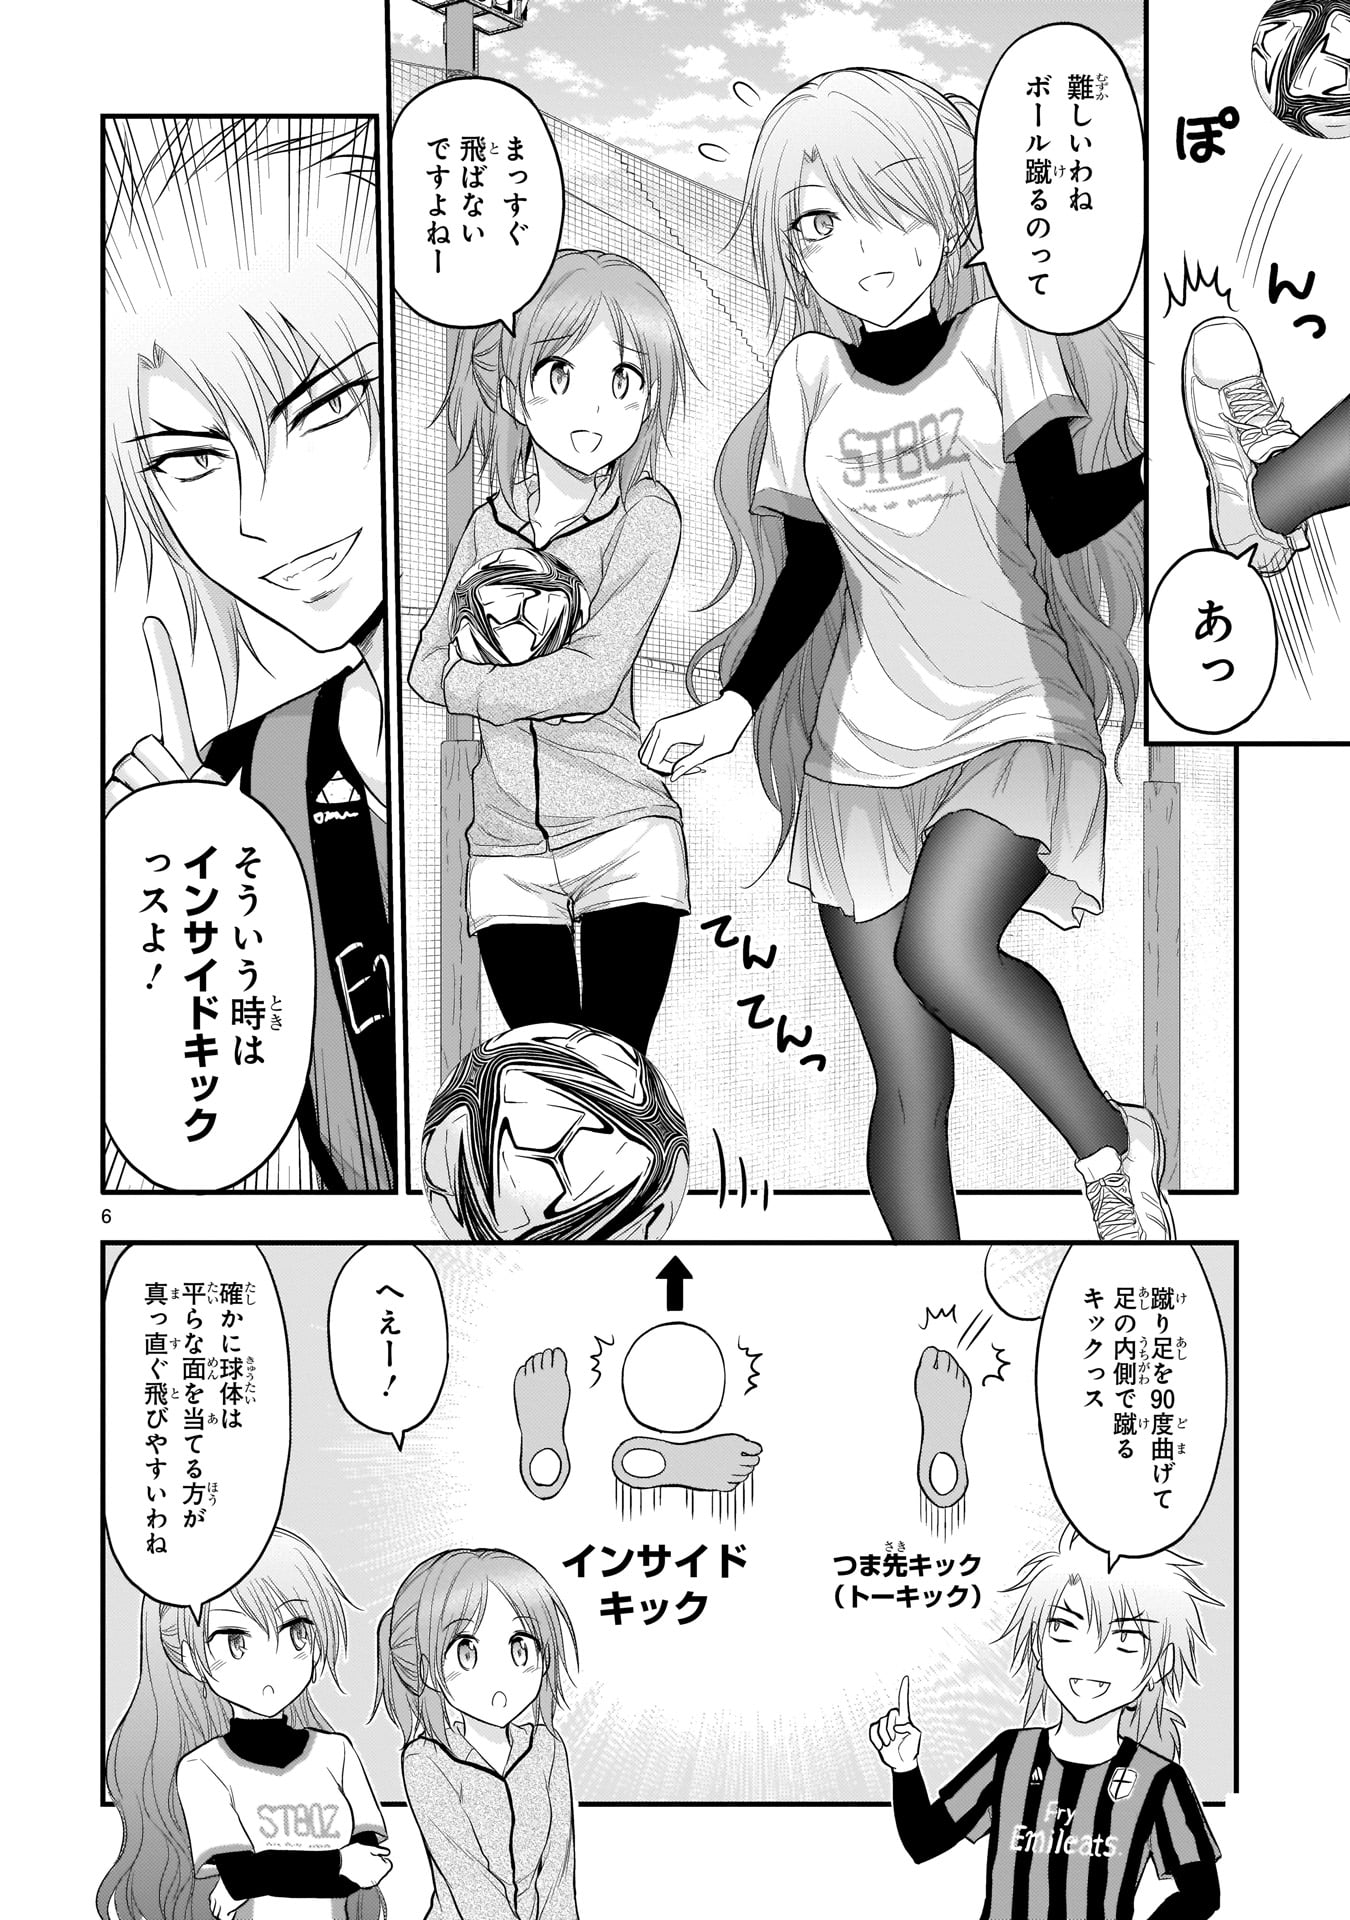 ぽ
んっ
あっ
難しいわね
ボール蹴るのって
まっすぐ
飛ばない
ですよねー
STBOZ
てんてんっ
そういう時は
インサイドキック
っスよ！
6
蹴り足を90度曲げて
足の内側で蹴る
キックっス
つま先キック
（トーキック）
インサイド
キック
へえー！
確かに球体は
平らな面を当てる方が
真っ直ぐ飛びやすいわね
STBOZ
Fry
Emileats.